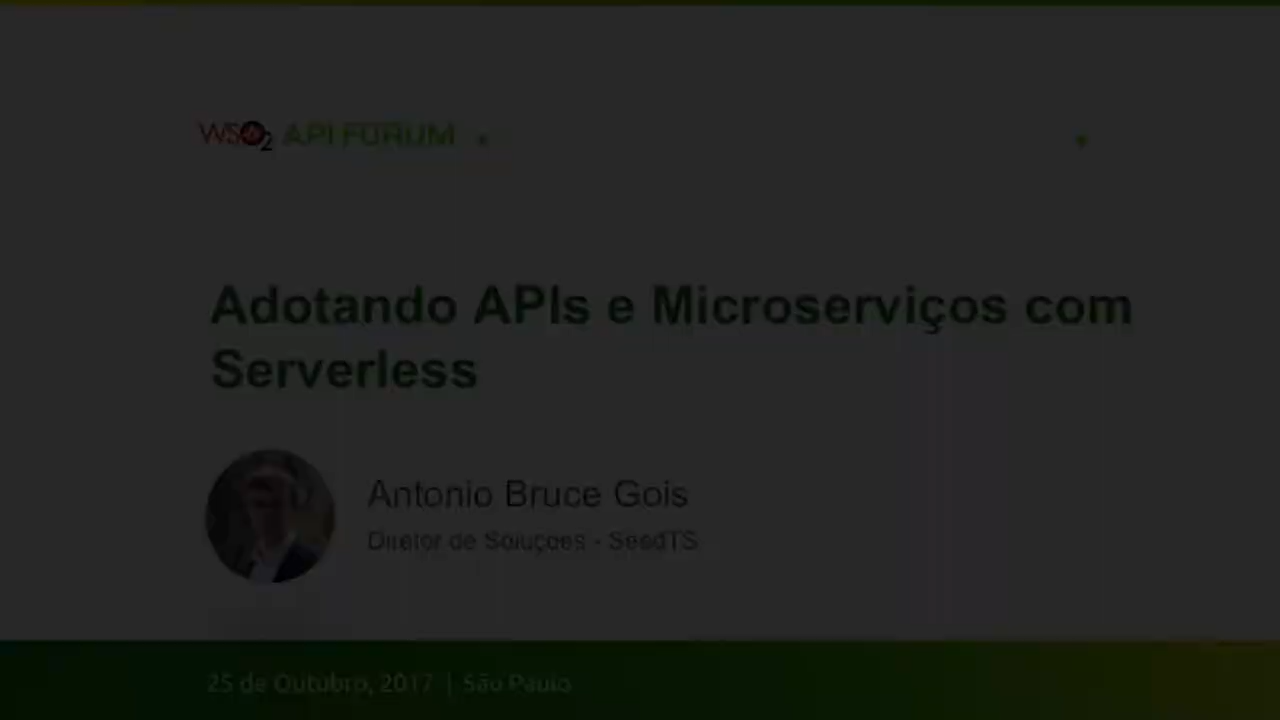 WSO2 API FORUM
Adotando APIs e Microserviços com
Serverless
Antonio Bruce Gois
Diretor de Soluções - SeedTS
25 de Outubro, 2017 | São Paulo